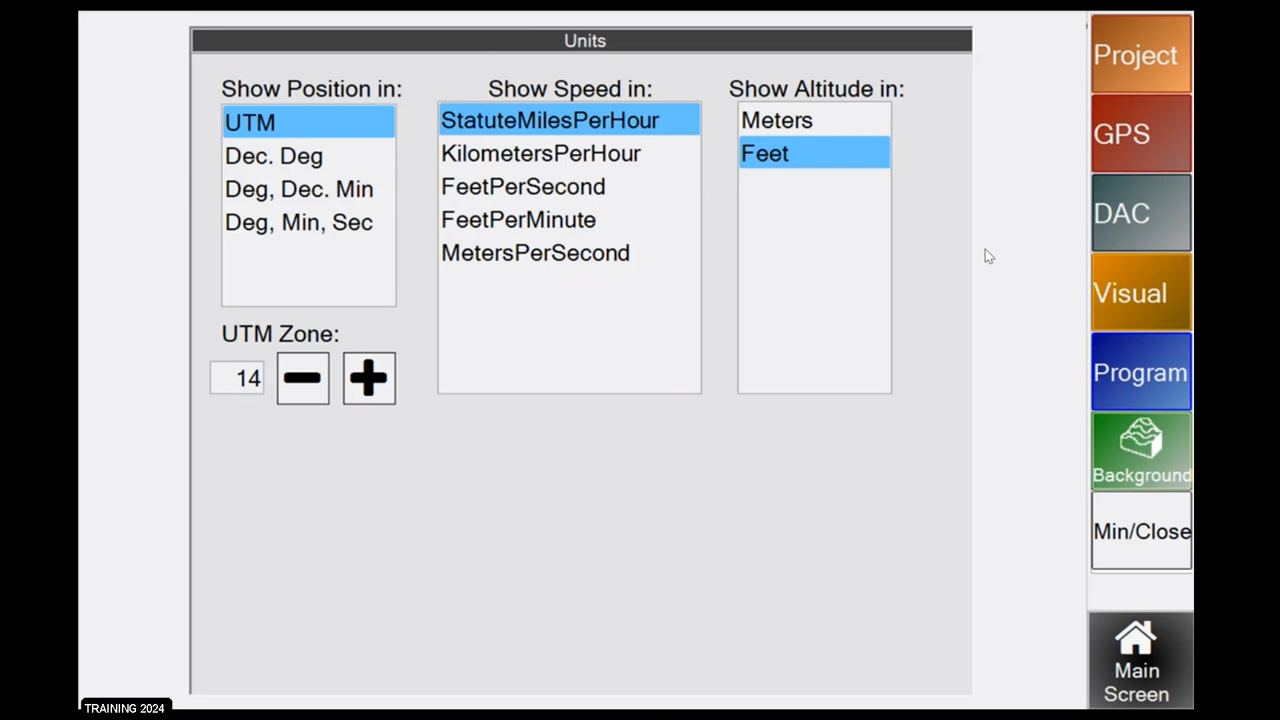 Units
Show Position in:
UTM
Dec. Deg
Deg, Dec. Min
Deg, Min, Sec
UTM Zone:
14
Show Speed in:
StatuteMilesPerHour
KilometersPerHour
FeetPerSecond
FeetPerMinute
MetersPerSecond
Show Altitude in:
Meters
Feet
Project
GPS
DAC
Visual
Program
Background
Min/Close
Main
Screen
TRAINING 2024